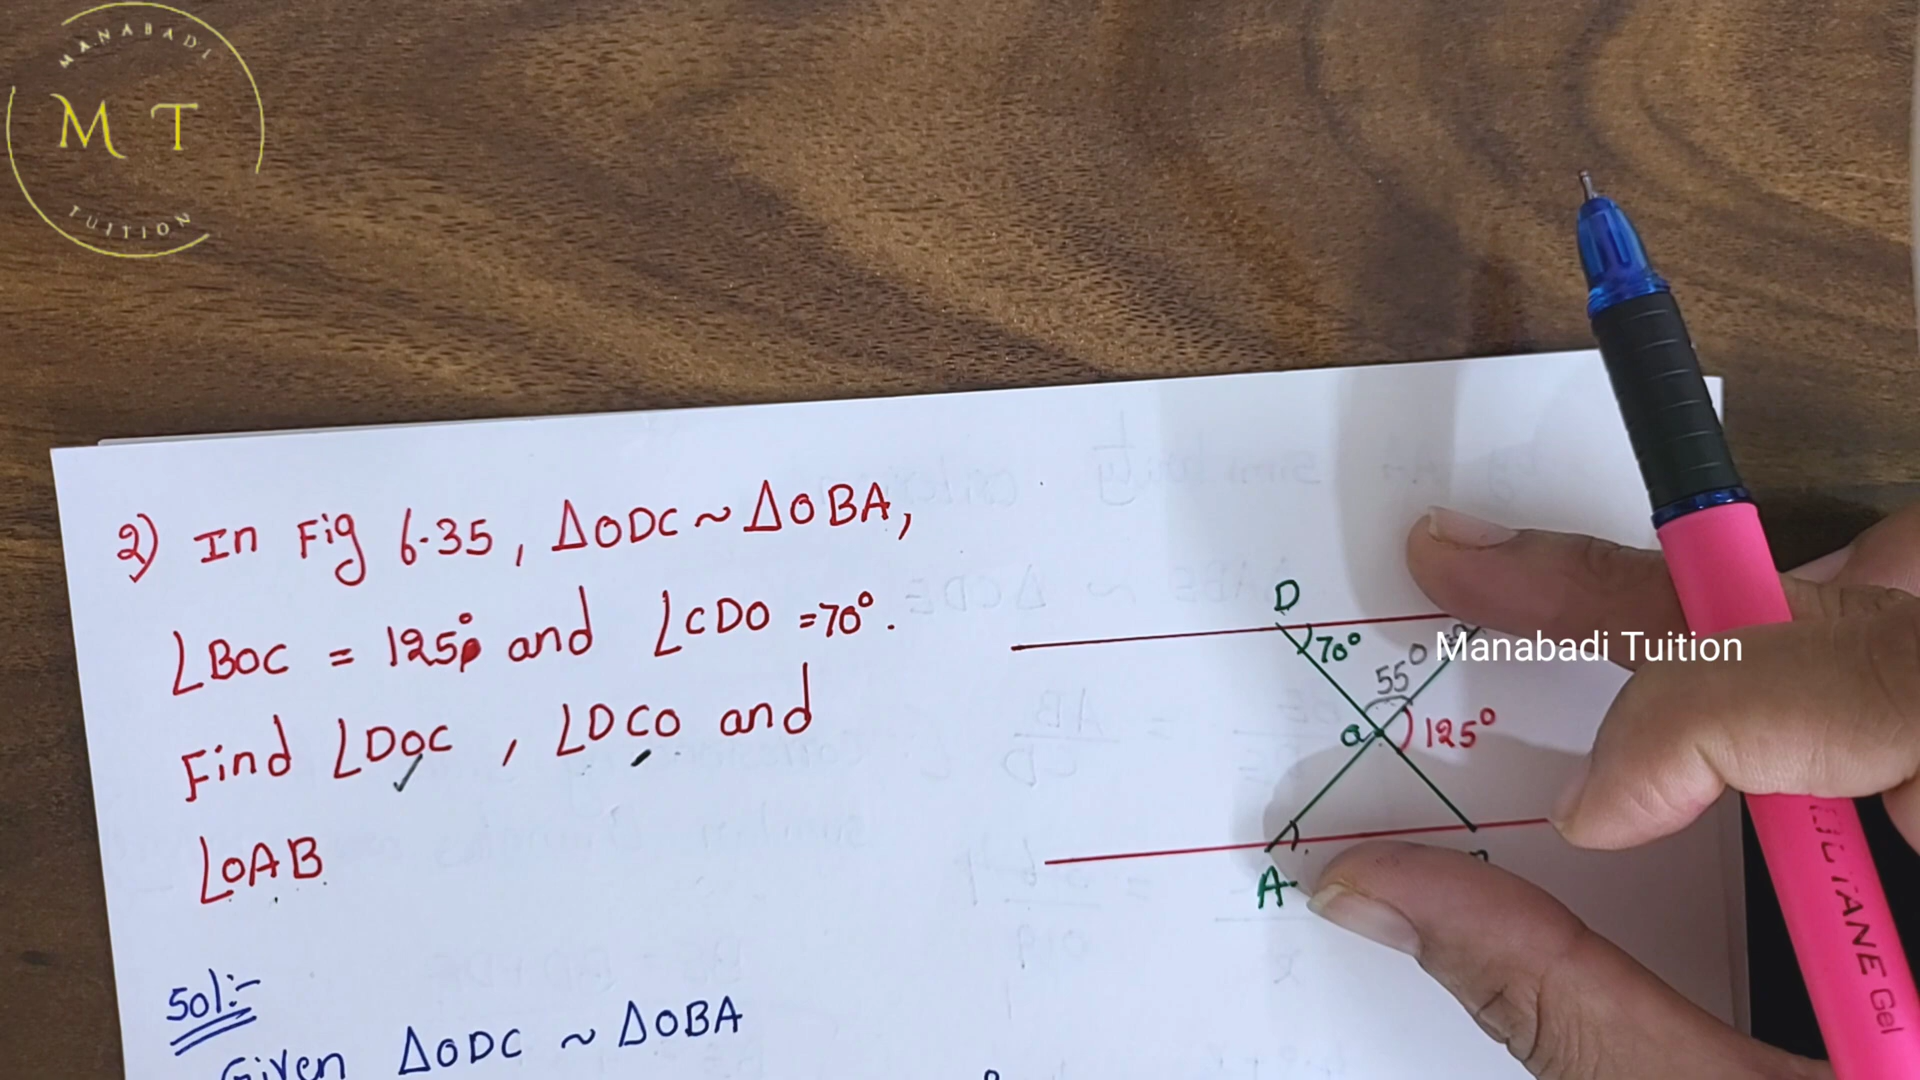 MANABADI
M T
TUITION
2) In Fig 6.35, ΔODC ~ ΔOBA,
∠BOC = 125° and ∠CDO = 70°.
Find ∠DOC, ∠DCO and
∠OAB
Sol:-
Given ΔODC ~ ΔOBA
D
70°
55°
Manabadi Tuition
125°
A
GEL